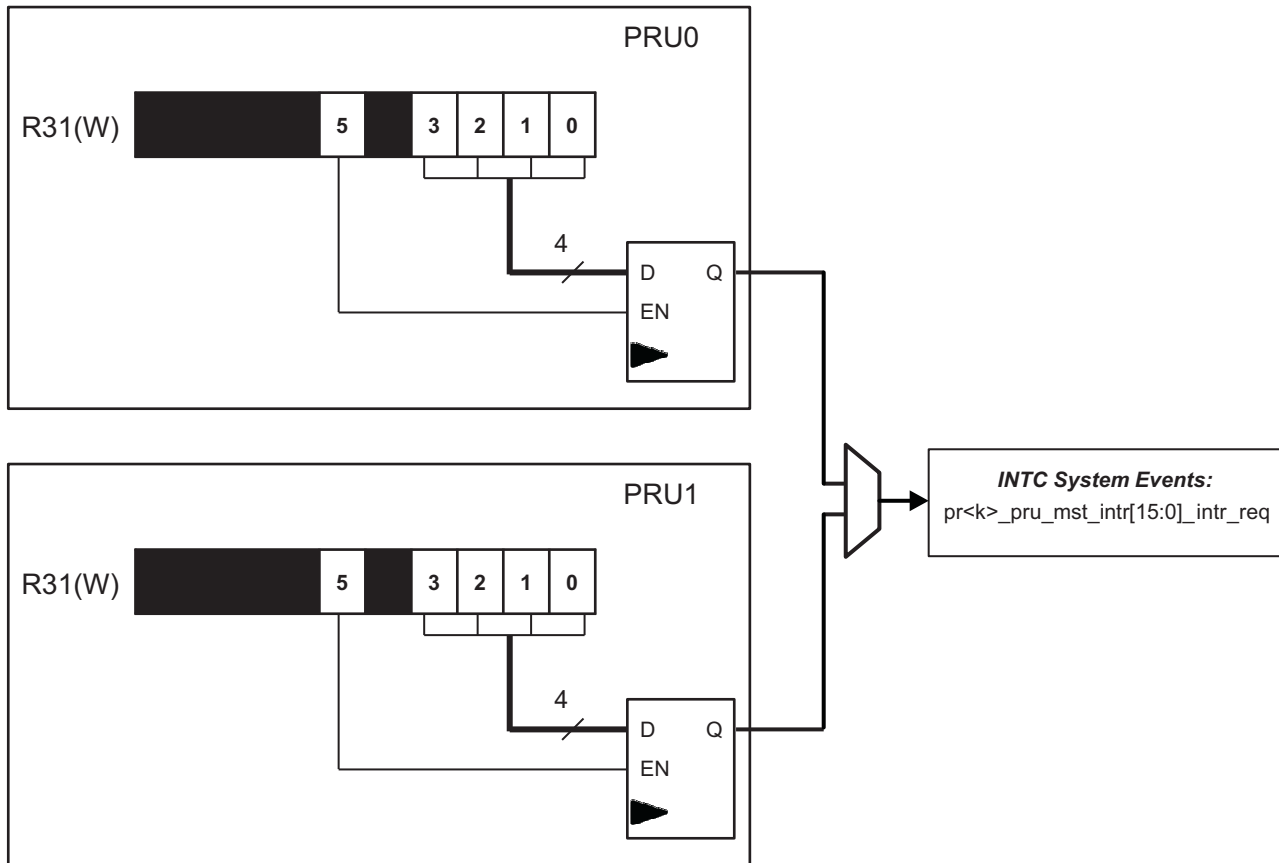 PRU0
R31(W)
5 3 2 1 0
4
D Q
EN
PRU1
R31(W)
5 3 2 1 0
4
D Q
EN
INTC System Events:
pr<k>_pru_mst_intr[15:0]_intr_req